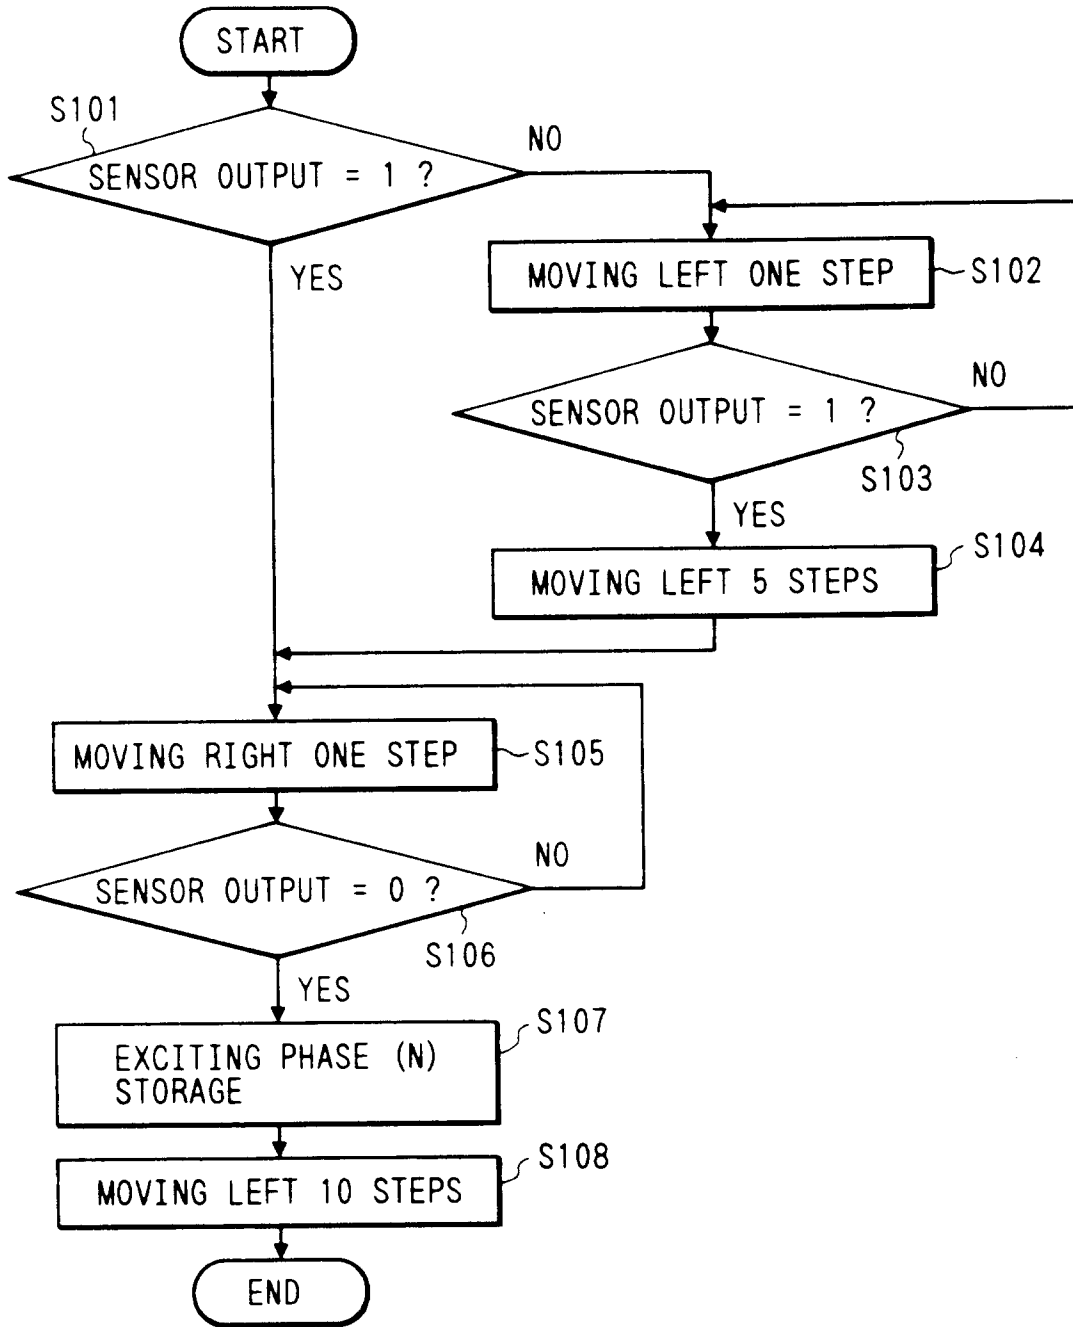 START
S101
SENSOR OUTPUT = 1 ?
NO
YES
MOVING LEFT ONE STEP
S102
SENSOR OUTPUT = 1 ?
NO
S103
YES
MOVING LEFT 5 STEPS
S104
MOVING RIGHT ONE STEP
S105
SENSOR OUTPUT = 0 ?
NO
S106
YES
EXCITING PHASE (N)
STORAGE
S107
MOVING LEFT 10 STEPS
S108
END